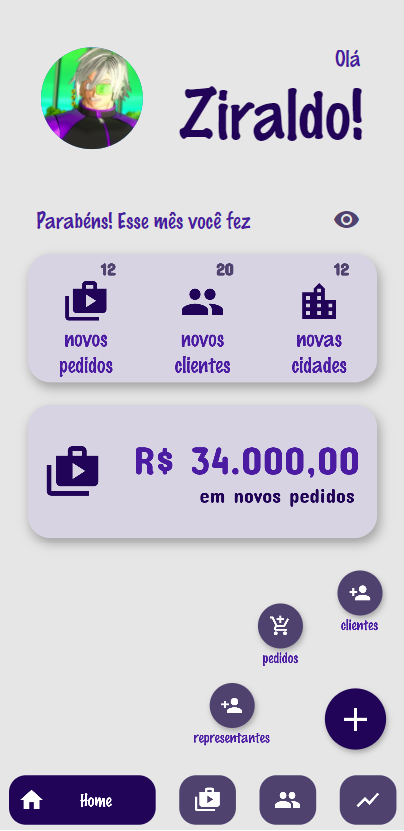 Olá
Ziraldo!
Parabéns! Esse mês você fez
12
20
12
novos
pedidos
novos
clientes
novas
cidades
R$ 34.000,00
em novos pedidos
clientes
pedidos
representantes
Home